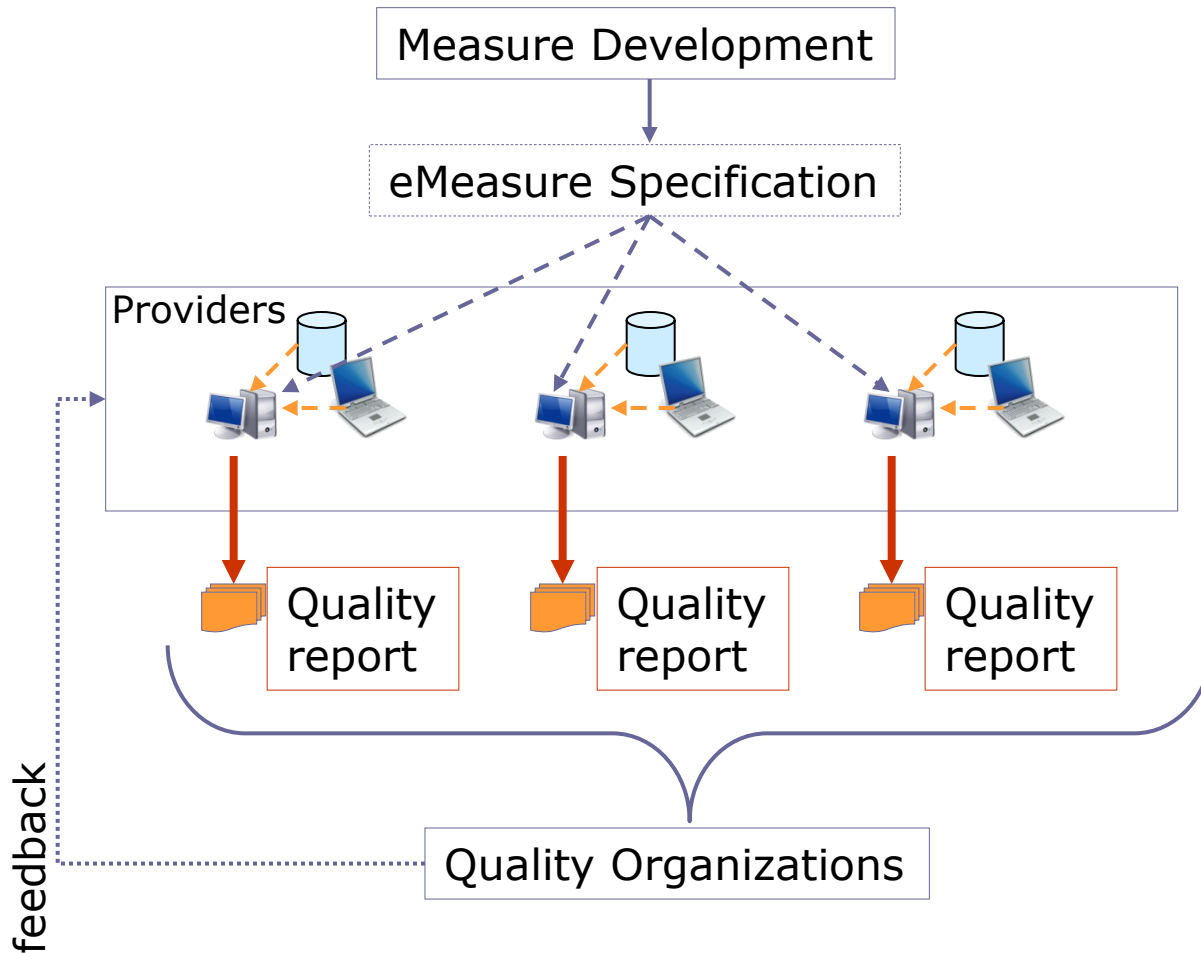 Measure Development
eMeasure Specification
Providers
Quality
report
Quality
report
Quality
report
feedback
Quality Organizations